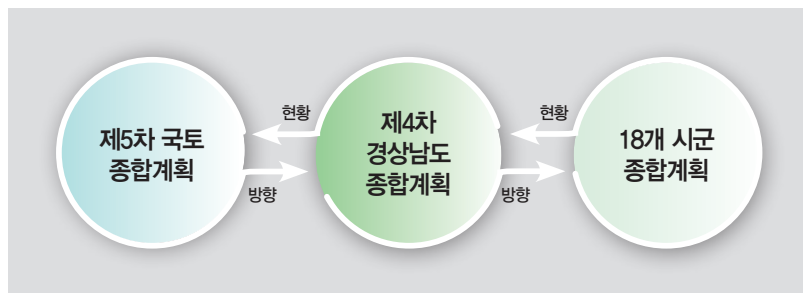 제5차 국토
종합계획
현황
방향
제4차
경상남도
종합계획
현황
방향
18개 시군
종합계획